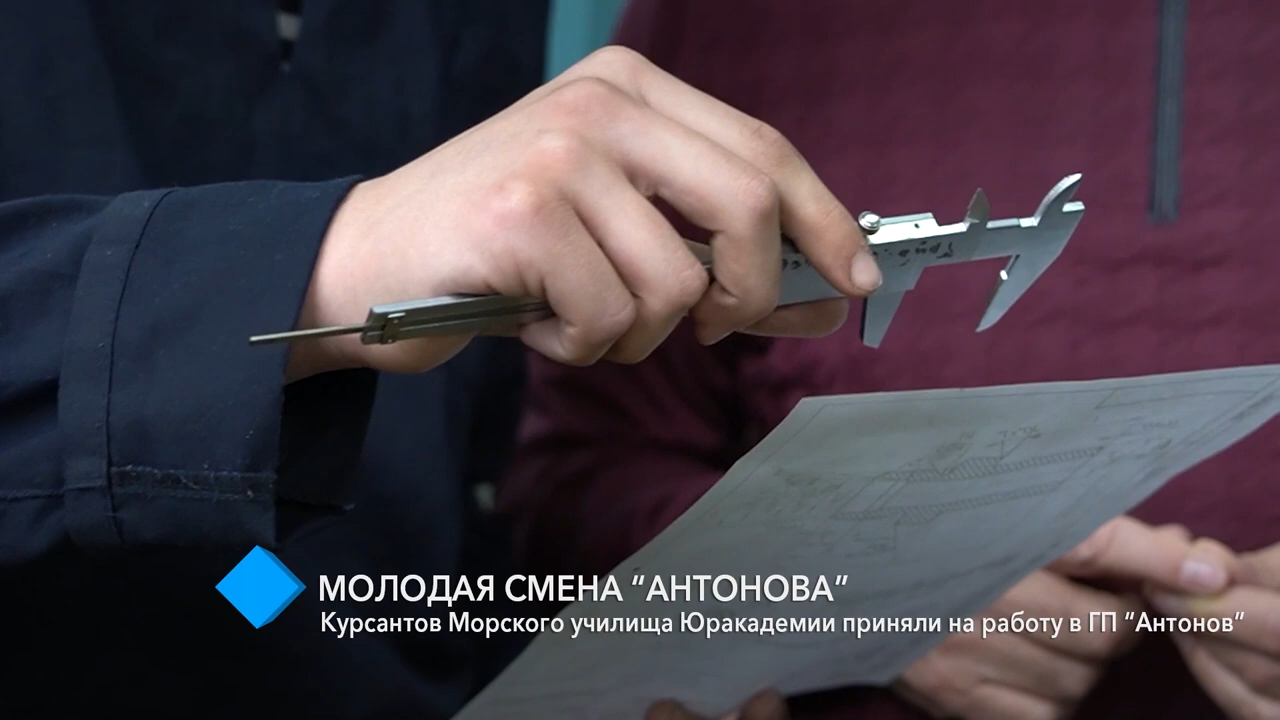 МОЛОДАЯ СМЕНА “АНТОНОВА”
Курсантов Морского училища Юракадемии приняли на работу в ГП “Антонов”